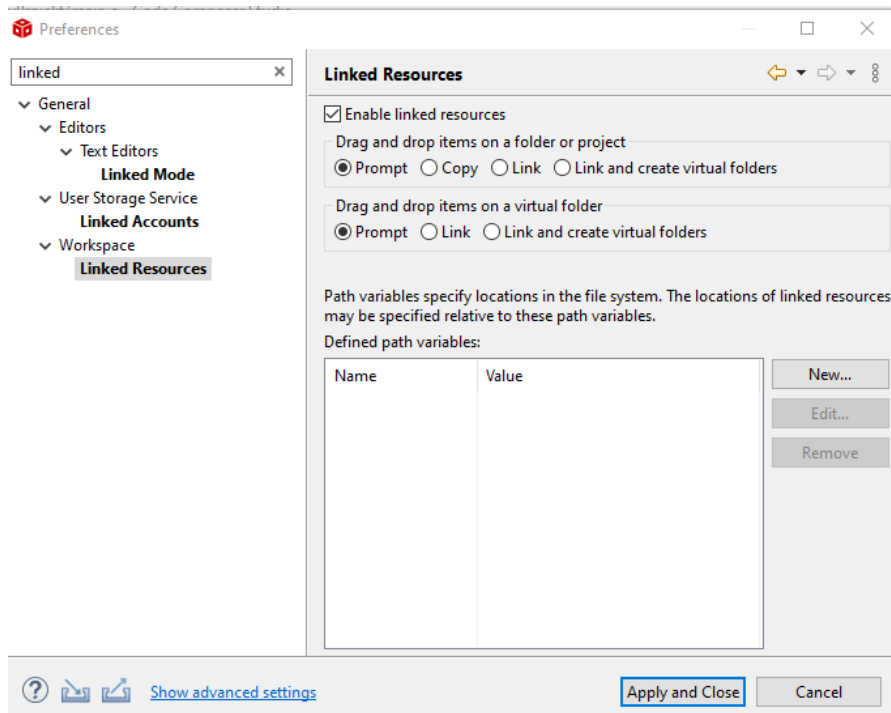 Preferences
linked
Linked Resources
General
Editors
Text Editors
Linked Mode
User Storage Service
Linked Accounts
Workspace
Linked Resources
Enable linked resources
Drag and drop items on a folder or project
Prompt Copy Link Link and create virtual folders
Drag and drop items on a virtual folder
Prompt Link Link and create virtual folders
Path variables specify locations in the file system. The locations of linked resources
may be specified relative to these path variables.
Defined path variables:
Name Value
New...
Edit...
Remove
Show advanced settings
Apply and Close Cancel